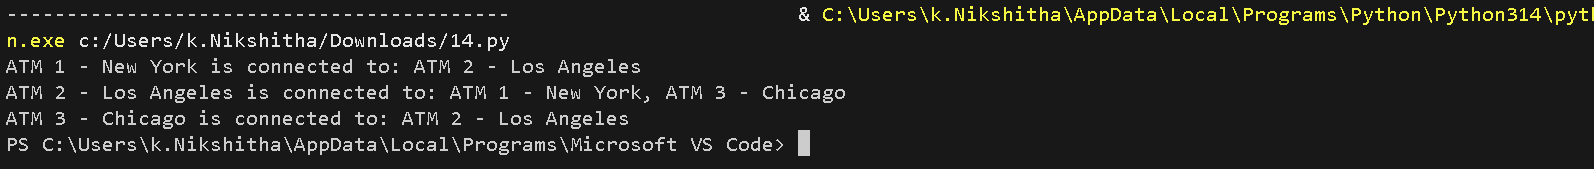 ------------------------------------------ & C:\Users\k.Nikshitha\AppData\Local\Programs\Python\Python314\pyth
n.exe c:/Users/k.Nikshitha/Downloads/14.py
ATM 1 - New York is connected to: ATM 2 - Los Angeles
ATM 2 - Los Angeles is connected to: ATM 1 - New York, ATM 3 - Chicago
ATM 3 - Chicago is connected to: ATM 2 - Los Angeles
PS C:\Users\k.Nikshitha\AppData\Local\Programs\Microsoft VS Code>